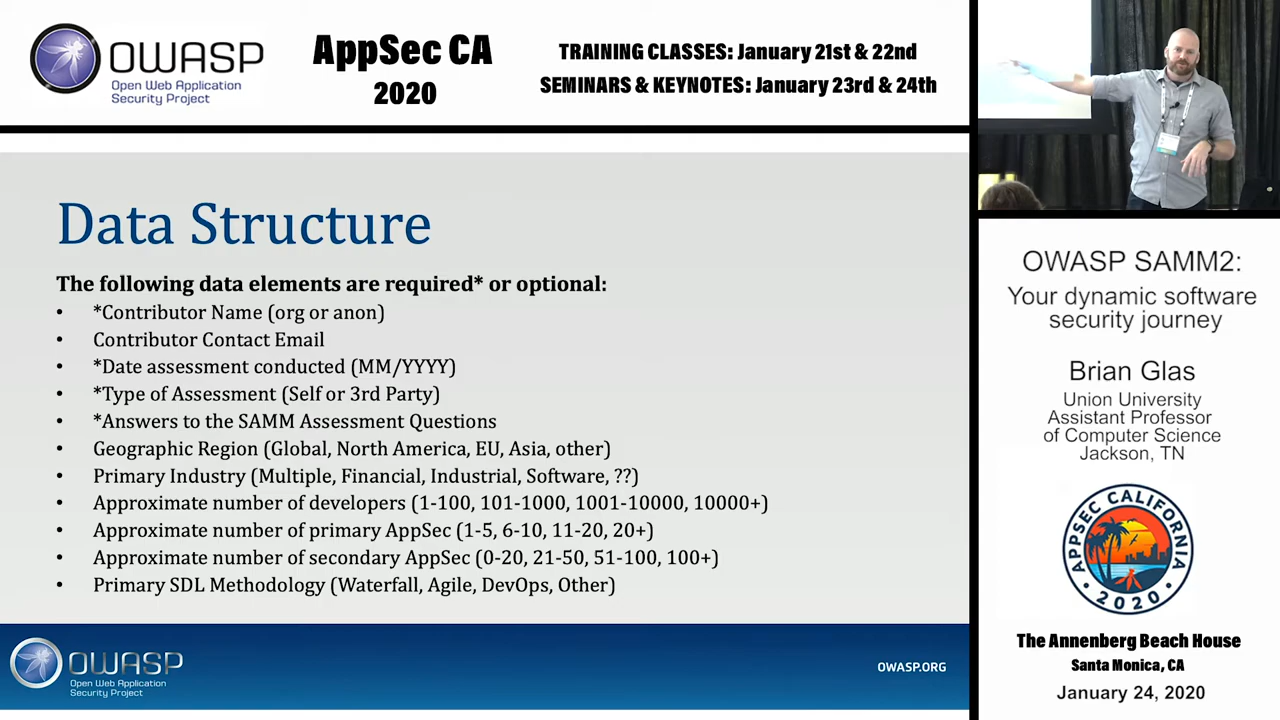 OWASP
Open Web Application
Security Project
AppSec CA
2020
TRAINING CLASSES: January 21st & 22nd
SEMINARS & KEYNOTES: January 23rd & 24th
Data Structure
The following data elements are required* or optional:
• *Contributor Name (org or anon)
• Contributor Contact Email
• *Date assessment conducted (MM/YYYY)
• *Type of Assessment (Self or 3rd Party)
• *Answers to the SAMM Assessment Questions
• Geographic Region (Global, North America, EU, Asia, other)
• Primary Industry (Multiple, Financial, Industrial, Software, ??)
• Approximate number of developers (1-100, 101-1000, 1001-10000, 10000+)
• Approximate number of primary AppSec (1-5, 6-10, 11-20, 20+)
• Approximate number of secondary AppSec (0-20, 21-50, 51-100, 100+)
• Primary SDL Methodology (Waterfall, Agile, DevOps, Other)
OWASP
Open Web Application
Security Project
OWASP.ORG
OWASP SAMM2:
Your dynamic software
security journey
Brian Glas
Union University
Assistant Professor
of Computer Science
Jackson, TN
APPSEC CALIFORNIA
• 2020 •
The Annenberg Beach House
Santa Monica, CA
January 24, 2020